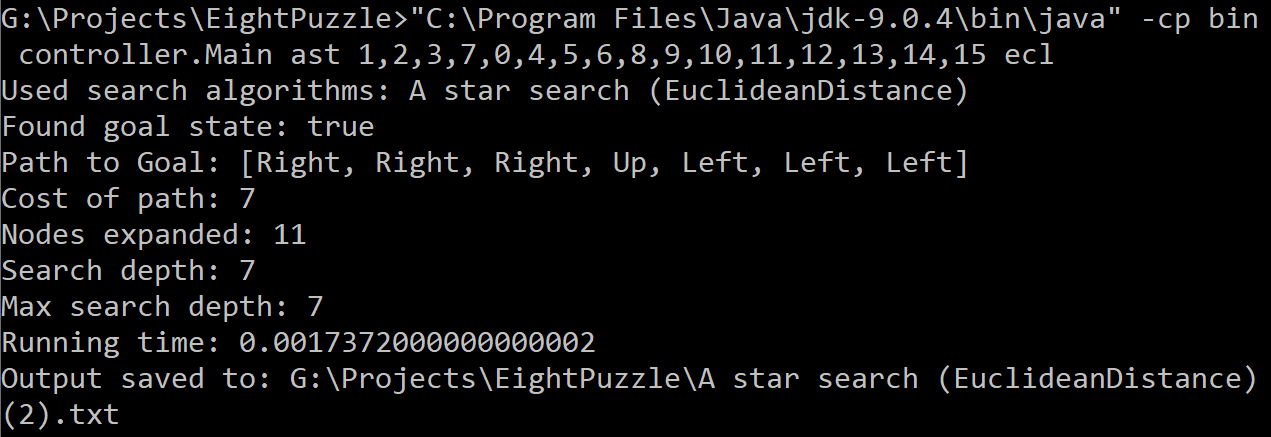 G:\Projects\EightPuzzle>"C:\Program Files\Java\jdk-9.0.4\bin\java" -cp bin
 controller.Main ast 1,2,3,7,0,4,5,6,8,9,10,11,12,13,14,15 ecl
Used search algorithms: A star search (EuclideanDistance)
Found goal state: true
Path to Goal: [Right, Right, Right, Up, Left, Left, Left]
Cost of path: 7
Nodes expanded: 11
Search depth: 7
Max search depth: 7
Running time: 0.0017372000000000002
Output saved to: G:\Projects\EightPuzzle\A star search (EuclideanDistance)
(2).txt